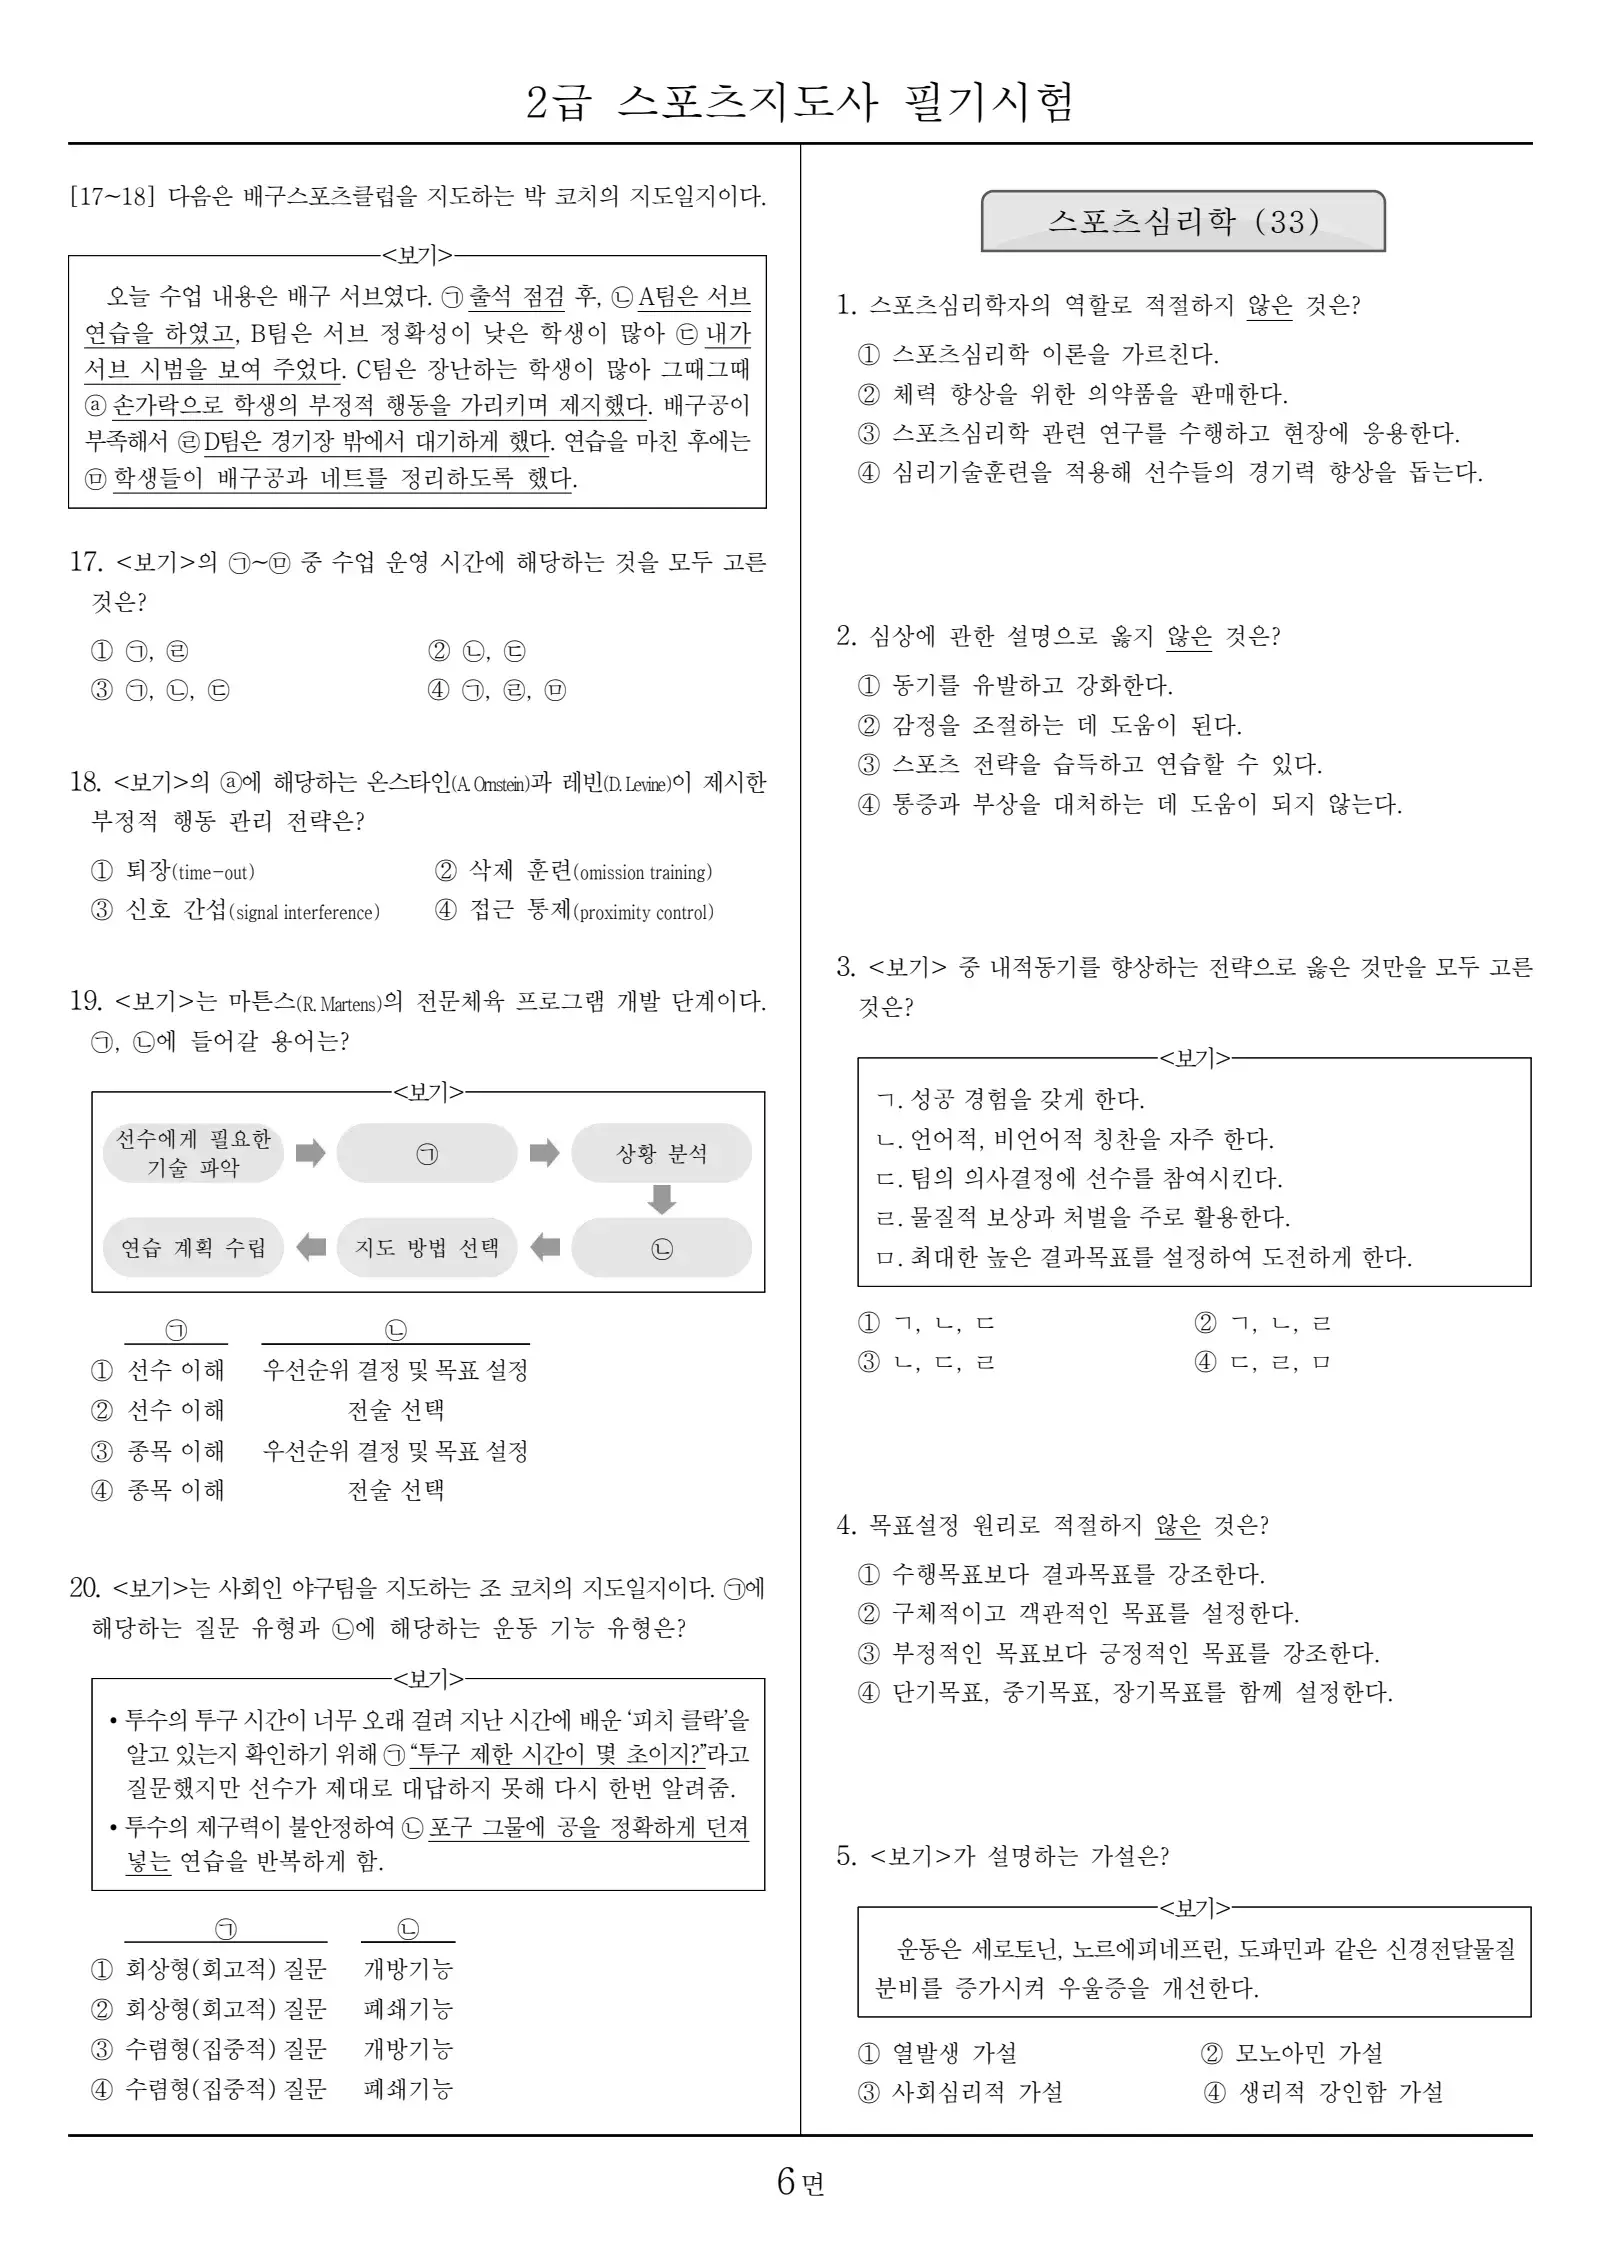 2급 스포츠지도사 필기시험
[17~18] 다음은 배구스포츠클럽을 지도하는 박 코치의 지도일지이다.
<보기>
오늘 수업 내용은 배구 서브였다. ㉠ 출석 점검 후, ㉡ A팀은 서브
연습을 하였고, B팀은 서브 정확성이 낮은 학생이 많아 ㉢ 내가
서브 시범을 보여 주었다. C팀은 장난하는 학생이 많아 그때그때
ⓐ 손가락으로 학생의 부정적 행동을 가리키며 제지했다. 배구공이
부족해서 ㉣ D팀은 경기장 밖에서 대기하게 했다. 연습을 마친 후에는
㉤ 학생들이 배구공과 네트를 정리하도록 했다.
17. <보기>의 ㉠~㉤ 중 수업 운영 시간에 해당하는 것을 모두 고른
것은?
① ㉠, ㉣ ② ㉡, ㉢
③ ㉠, ㉡, ㉢ ④ ㉠, ㉣, ㉤
18. <보기>의 ⓐ에 해당하는 온스타인(A. Ornstein)과 레빈(D. Levine)이 제시한
부정적 행동 관리 전략은?
① 퇴장(time-out) ② 삭제 훈련(omission training)
③ 신호 간섭(signal interference) ④ 접근 통제(proximity control)
19. <보기>는 마튼스(R. Martens)의 전문체육 프로그램 개발 단계이다.
㉠, ㉡에 들어갈 용어는?
<보기>
선수에게 필요한
기술 파악
㉠
상황 분석
연습 계획 수립
지도 방법 선택
㉡
㉠ ㉡
① 선수 이해 우선순위 결정 및 목표 설정
② 선수 이해 전술 선택
③ 종목 이해 우선순위 결정 및 목표 설정
④ 종목 이해 전술 선택
20. <보기>는 사회인 야구팀을 지도하는 조 코치의 지도일지이다. ㉠에
해당하는 질문 유형과 ㉡에 해당하는 운동 기능 유형은?
<보기>
• 투수의 투구 시간이 너무 오래 걸려 지난 시간에 배운 ‘피치 클락’을
알고 있는지 확인하기 위해 ㉠ “투구 제한 시간이 몇 초이지?”라고
질문했지만 선수가 제대로 대답하지 못해 다시 한번 알려줌.
• 투수의 제구력이 불안정하여 ㉡ 포구 그물에 공을 정확하게 던져
넣는 연습을 반복하게 함.
㉠ ㉡
① 회상형(회고적) 질문 개방기능
② 회상형(회고적) 질문 폐쇄기능
③ 수렴형(집중적) 질문 개방기능
④ 수렴형(집중적) 질문 폐쇄기능
스포츠심리학 (33)
1. 스포츠심리학자의 역할로 적절하지 않은 것은?
① 스포츠심리학 이론을 가르친다.
② 체력 향상을 위한 의약품을 판매한다.
③ 스포츠심리학 관련 연구를 수행하고 현장에 응용한다.
④ 심리기술훈련을 적용해 선수들의 경기력 향상을 돕는다.
2. 심상에 관한 설명으로 옳지 않은 것은?
① 동기를 유발하고 강화한다.
② 감정을 조절하는 데 도움이 된다.
③ 스포츠 전략을 습득하고 연습할 수 있다.
④ 통증과 부상을 대처하는 데 도움이 되지 않는다.
3. <보기> 중 내적동기를 향상하는 전략으로 옳은 것만을 모두 고른
것은?
<보기>
ㄱ. 성공 경험을 갖게 한다.
ㄴ. 언어적, 비언어적 칭찬을 자주 한다.
ㄷ. 팀의 의사결정에 선수를 참여시킨다.
ㄹ. 물질적 보상과 처벌을 주로 활용한다.
ㅁ. 최대한 높은 결과목표를 설정하여 도전하게 한다.
① ㄱ, ㄴ, ㄷ ② ㄱ, ㄴ, ㄹ
③ ㄴ, ㄷ, ㄹ ④ ㄷ, ㄹ, ㅁ
4. 목표설정 원리로 적절하지 않은 것은?
① 수행목표보다 결과목표를 강조한다.
② 구체적이고 객관적인 목표를 설정한다.
③ 부정적인 목표보다 긍정적인 목표를 강조한다.
④ 단기목표, 중기목표, 장기목표를 함께 설정한다.
5. <보기>가 설명하는 가설은?
<보기>
운동은 세로토닌, 노르에피네프린, 도파민과 같은 신경전달물질
분비를 증가시켜 우울증을 개선한다.
① 열발생 가설 ② 모노아민 가설
③ 사회심리적 가설 ④ 생리적 강인함 가설
6면